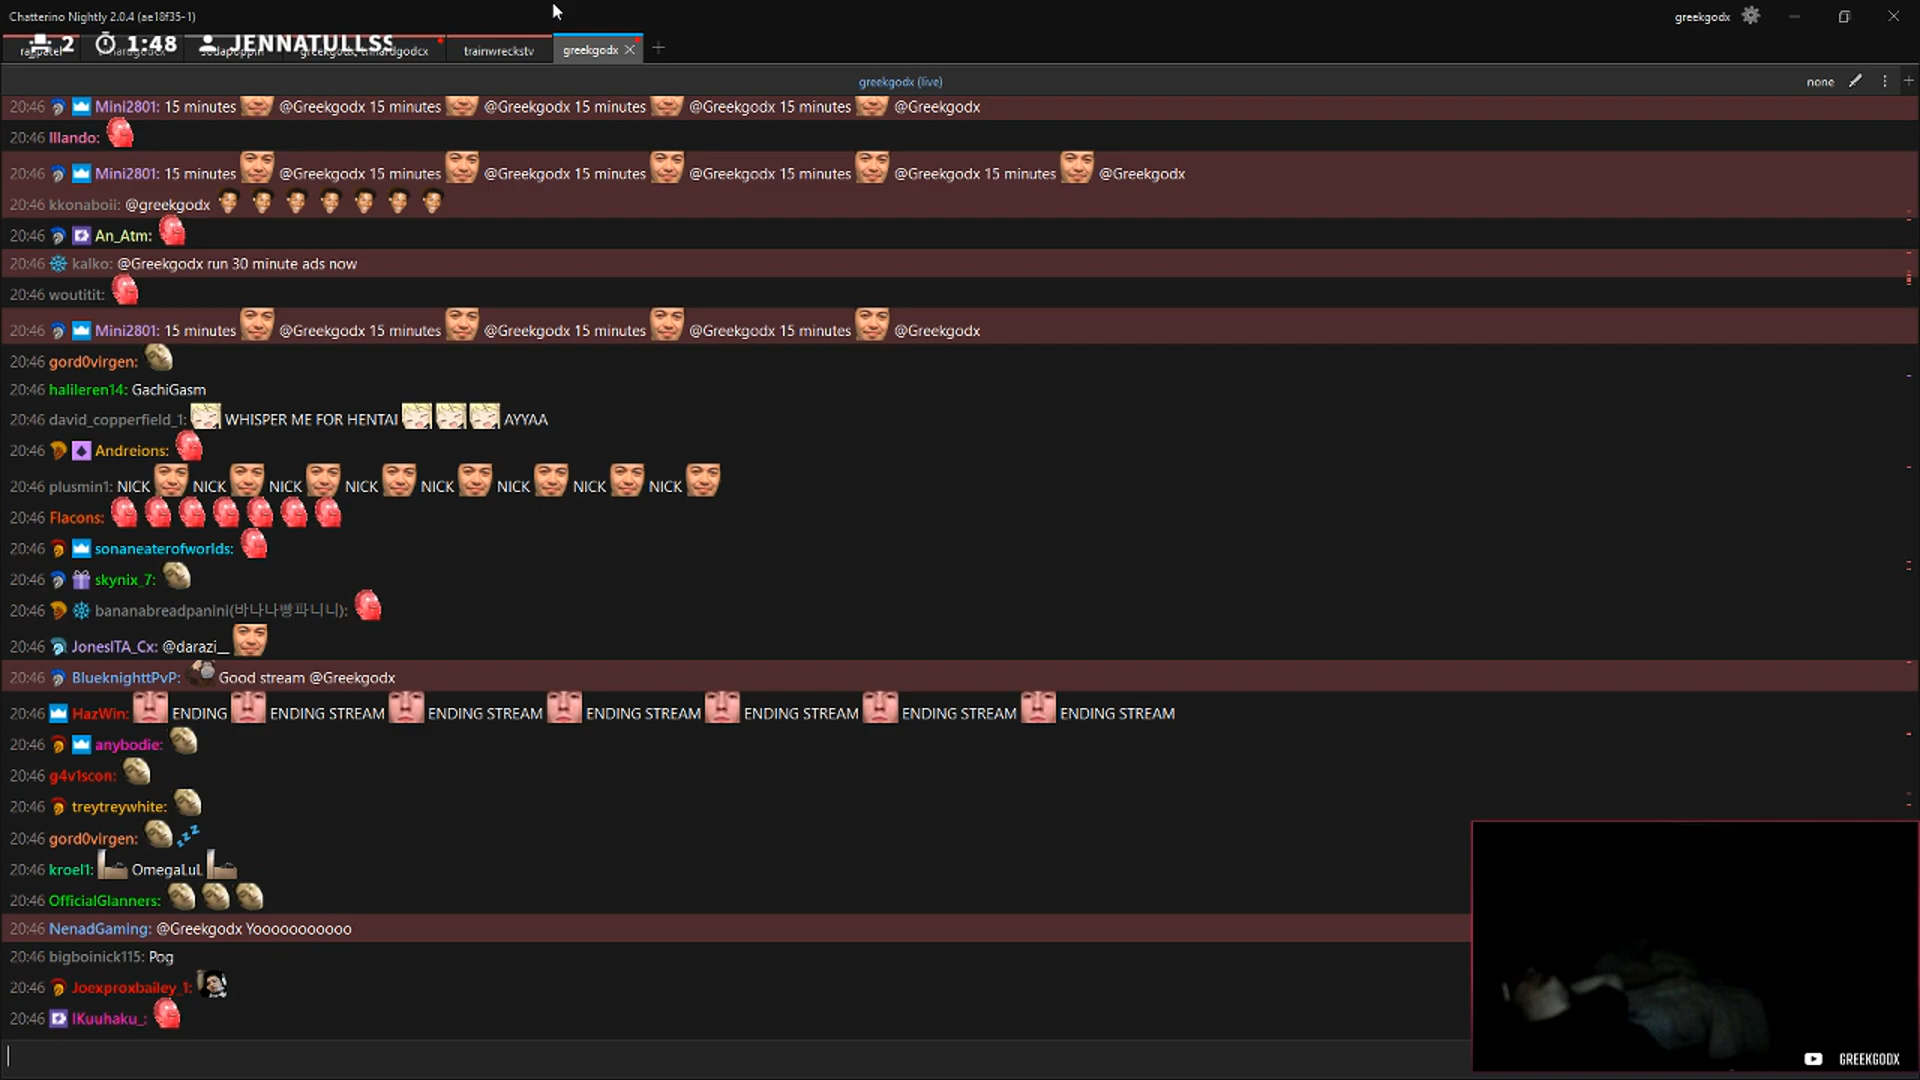 Chatterino Nightly 2.0.4 (ae18f35-1)
greekgodx
2 1:48 JENNATULLSS
trainwreckstv
greekgodx
greekgodx (live)
none
20:46 Mini2801: 15 minutes @Greekgodx 15 minutes @Greekgodx 15 minutes @Greekgodx 15 minutes @Greekgodx
20:46 Illando:
20:46 Mini2801: 15 minutes @Greekgodx 15 minutes @Greekgodx 15 minutes @Greekgodx 15 minutes @Greekgodx 15 minutes @Greekgodx
20:46 kkonaboii: @greekgodx
20:46 An_Atm:
20:46 kalko: @Greekgodx run 30 minute ads now
20:46 woutitit:
20:46 Mini2801: 15 minutes @Greekgodx 15 minutes @Greekgodx 15 minutes @Greekgodx 15 minutes @Greekgodx
20:46 gord0virgen:
20:46 halileren14: GachiGasm
20:46 david_copperfield_1: WHISPER ME FOR HENTAI AYYAA
20:46 Andreions:
20:46 plusmin1: NICK NICK NICK NICK NICK NICK NICK NICK
20:46 Flacons:
20:46 sonaneaterofworlds:
20:46 skynix_7:
20:46 bananabreadpanini(바나나빵파니니):
20:46 JonesITA_Cx: @darazi__
20:46 BlueknighttPvP: Good stream @Greekgodx
20:46 HazWin: ENDING ENDING STREAM ENDING STREAM ENDING STREAM ENDING STREAM ENDING STREAM ENDING STREAM
20:46 anybodie:
20:46 g4v1scon:
20:46 treytreywhite:
20:46 gord0virgen: zzz
20:46 kroel1: OmegaLuL
20:46 OfficialGlanners:
20:46 NenadGaming: @Greekgodx Yooooooooooo
20:46 bigboinick115: Pog
20:46 Joexproxbailey_1:
20:46 IKuuhaku_:
GREEKGODX